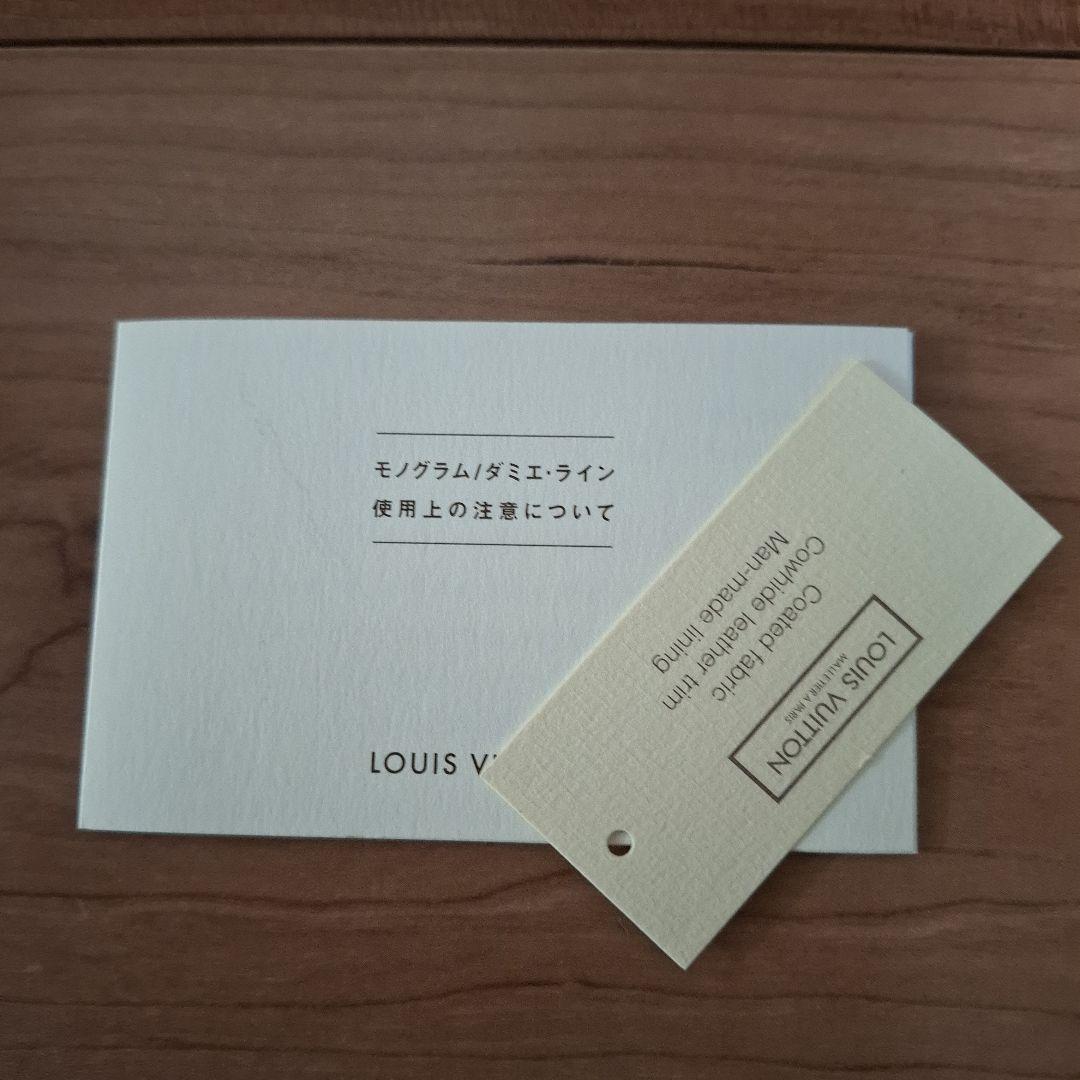 モノグラム/ダミエ・ライン
使用上の注意について
LOUIS
LOUIS VUITTON
MALLETIER A PARIS
Coated fabric
Cowhide leather trim
Man-made lining